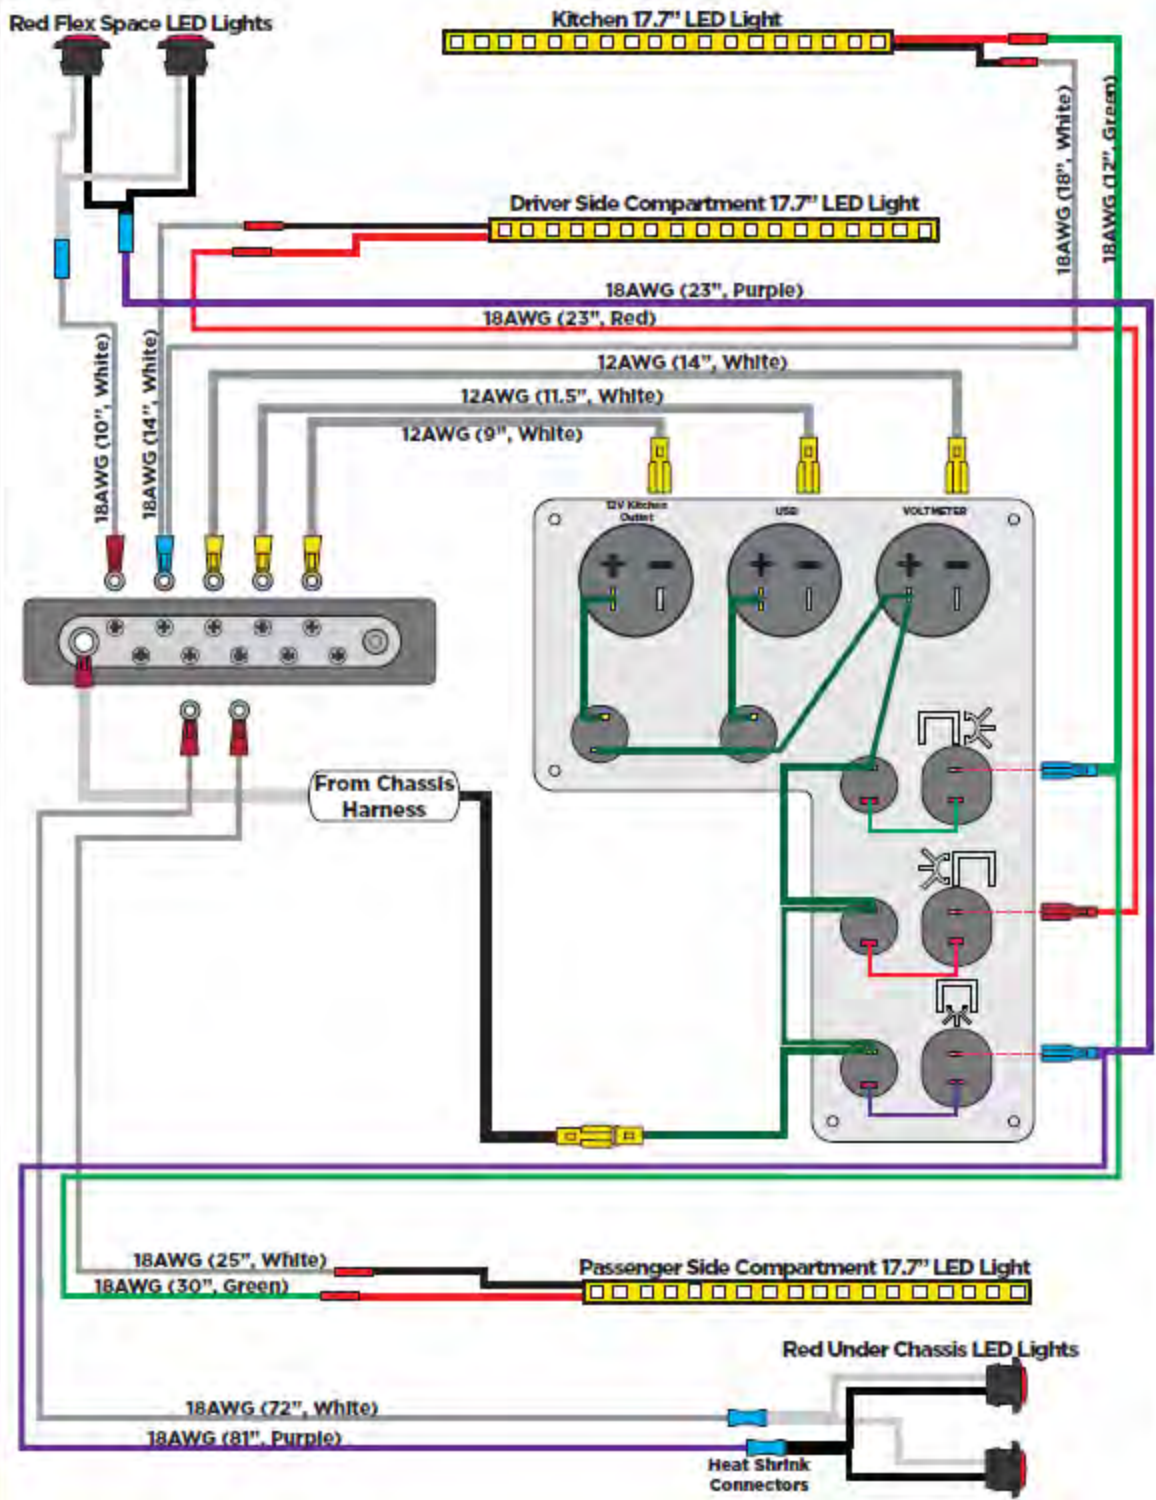 Red Flex Space LED Lights
Kitchen 17.7" LED Light
18AWG (18", White)
18AWG (12", Green)
Driver Side Compartment 17.7" LED Light
18AWG (23", Purple)
18AWG (23", Red)
18AWG (10", White)
18AWG (14", White)
12AWG (14", White)
12AWG (11.5", White)
12AWG (9", White)
12V Kitchen
Outlet
USB
VOLTMETER
+ −
+ −
+ −
From Chassis
Harness
18AWG (25", White)
18AWG (30", Green)
Passenger Side Compartment 17.7" LED Light
Red Under Chassis LED Lights
18AWG (72", White)
18AWG (81", Purple)
Heat Shrink
Connectors